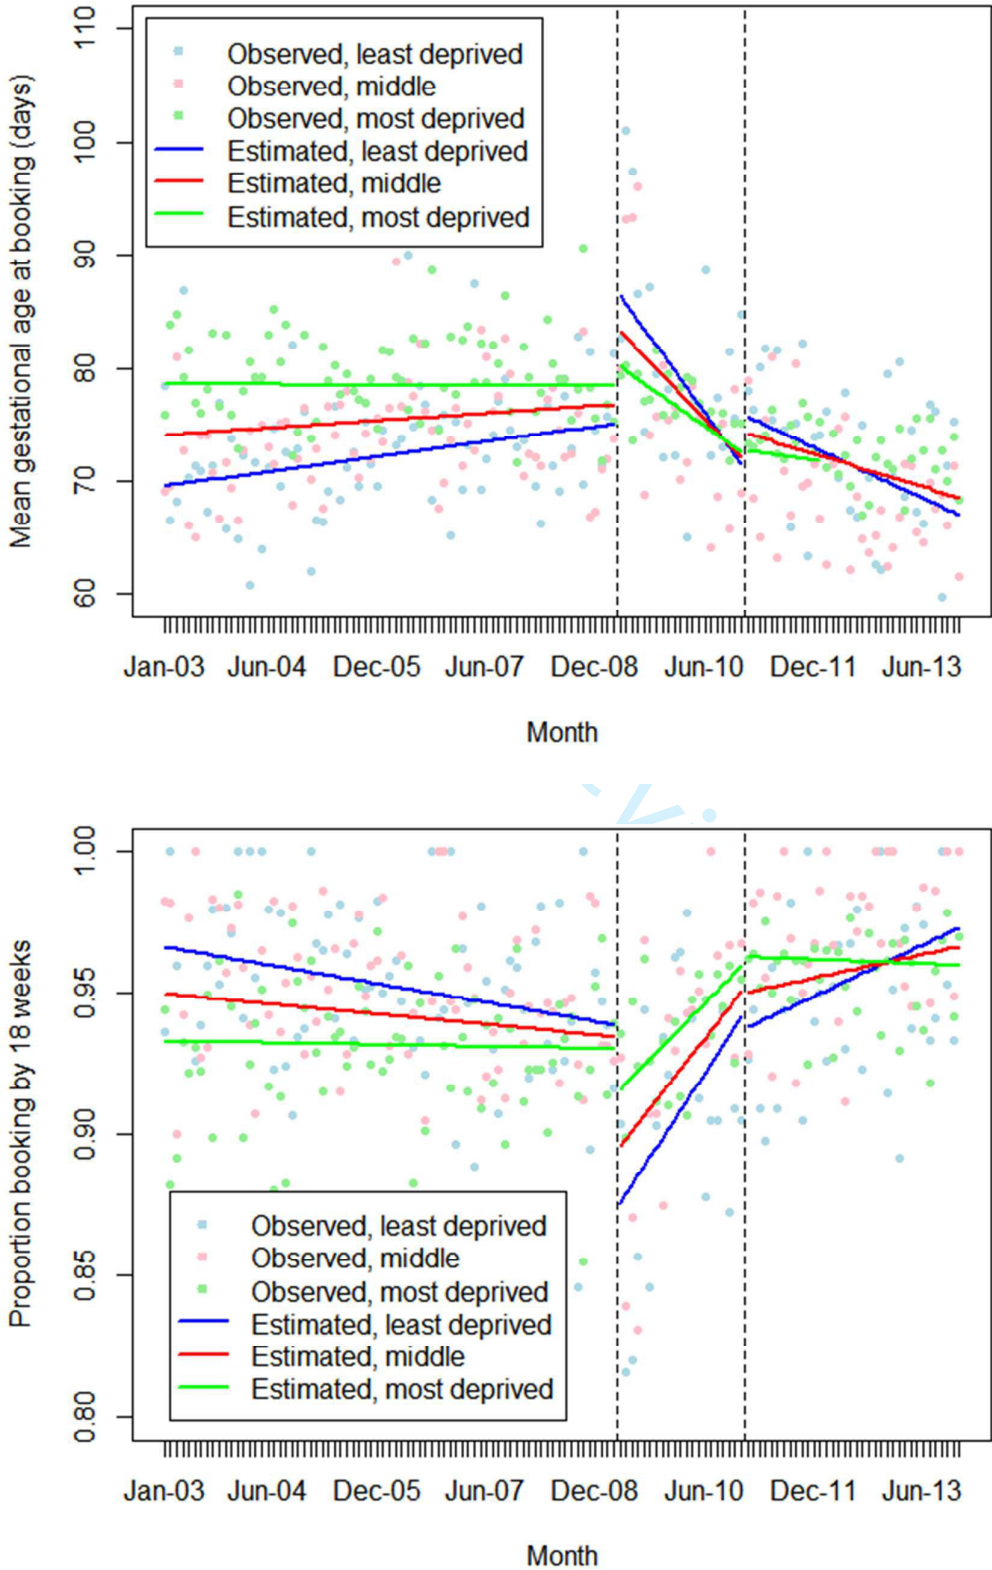 Mean gestational age at booking (days)
110
100
90
80
70
60
Observed, least deprived
Observed, middle
Observed, most deprived
Estimated, least deprived
Estimated, middle
Estimated, most deprived
Jan-03 Jun-04 Dec-05 Jun-07 Dec-08 Jun-10 Dec-11 Jun-13
Month
Proportion booking by 18 weeks
1.00
0.95
0.90
0.85
0.80
Observed, least deprived
Observed, middle
Observed, most deprived
Estimated, least deprived
Estimated, middle
Estimated, most deprived
Jan-03 Jun-04 Dec-05 Jun-07 Dec-08 Jun-10 Dec-11 Jun-13
Month